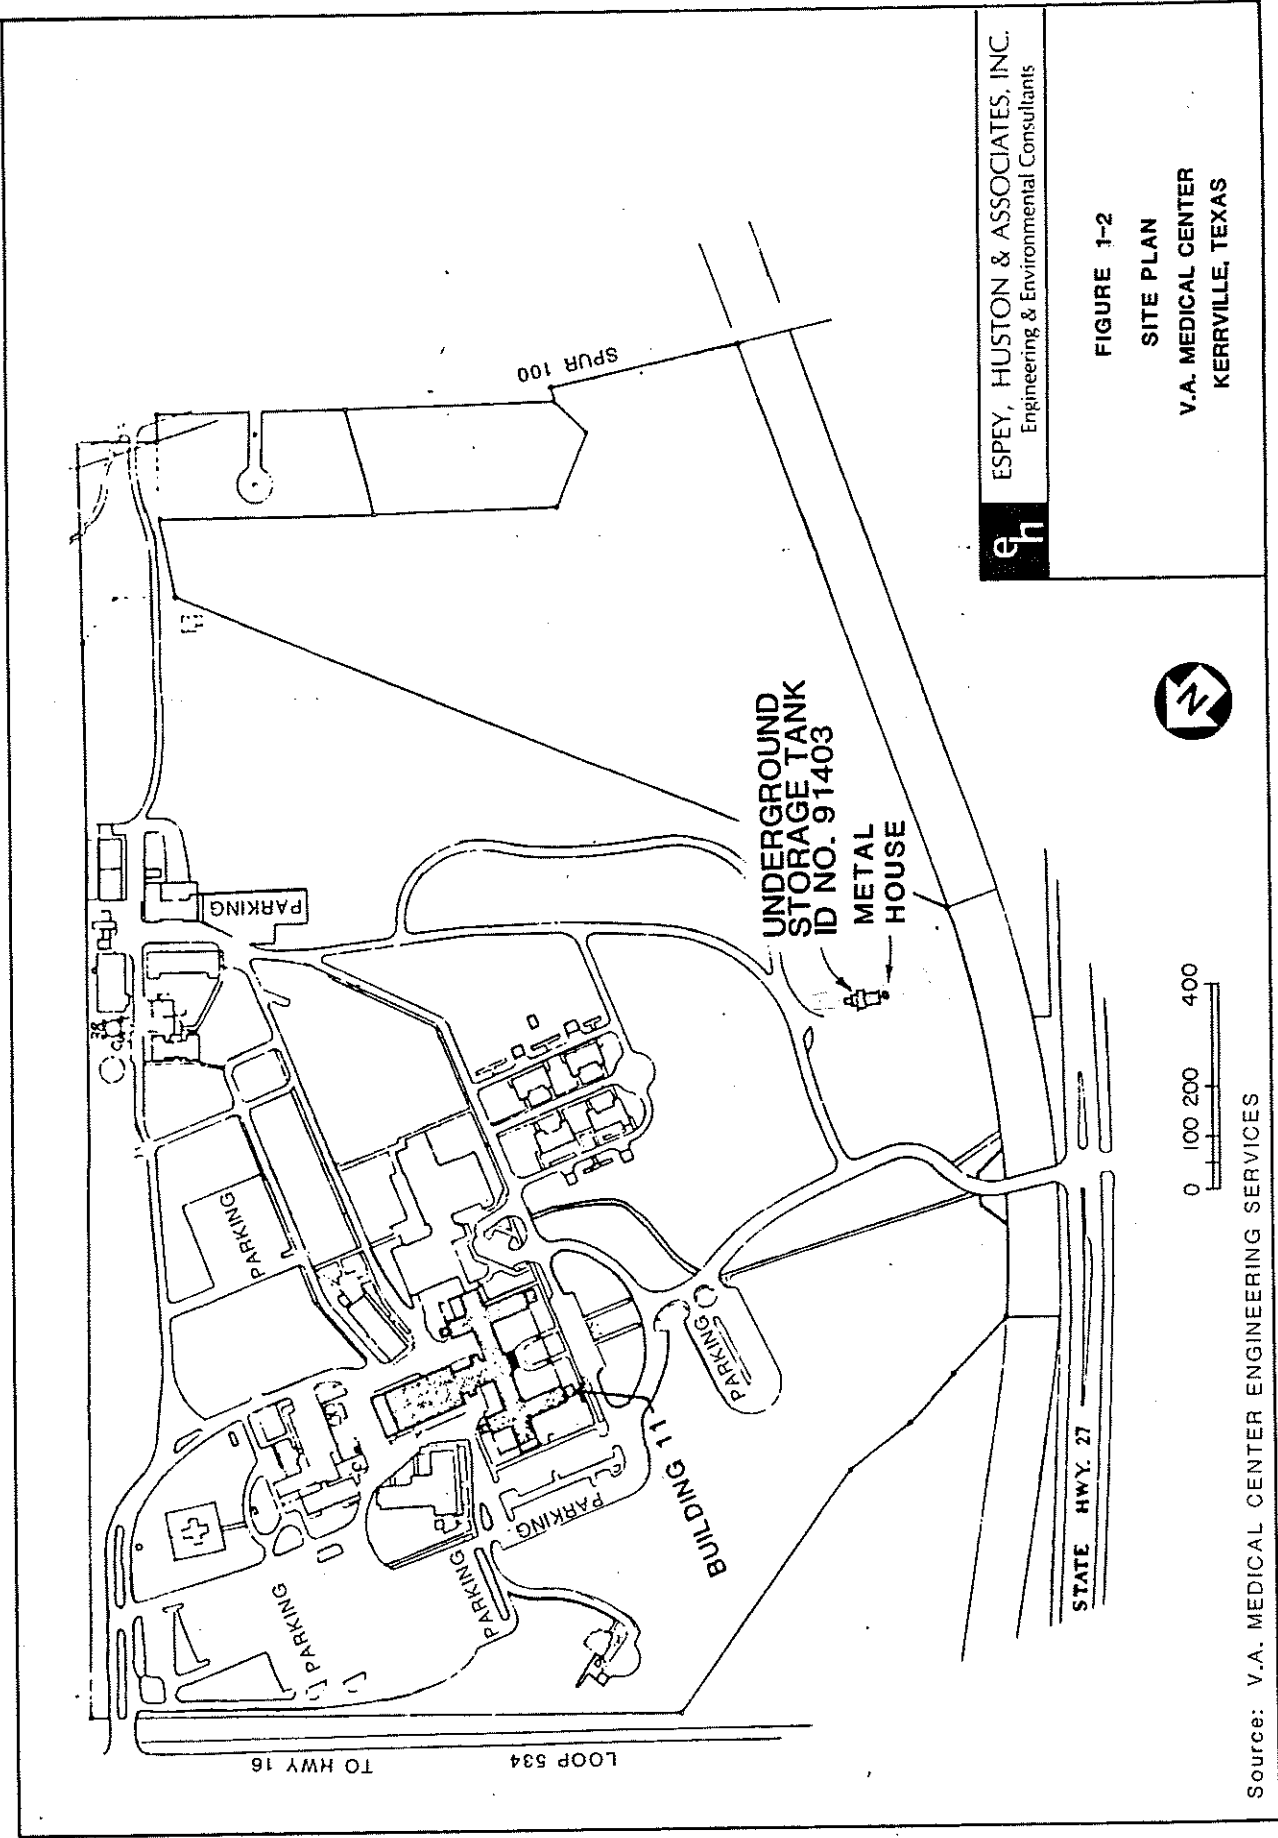 PARKING
38
PARKING
PARKING
PARKING
PARKING
PARKING
BUILDING 11
TO HWY 16
LOOP 534
SPUR 100
UNDERGROUND
STORAGE TANK
ID NO. 91403
METAL
HOUSE
STATE HWY. 27
0 100 200 400
N
Source: V.A. MEDICAL CENTER ENGINEERING SERVICES
eh
ESPEY, HUSTON & ASSOCIATES, INC.
Engineering & Environmental Consultants
FIGURE 1-2
SITE PLAN
V.A. MEDICAL CENTER
KERRVILLE, TEXAS